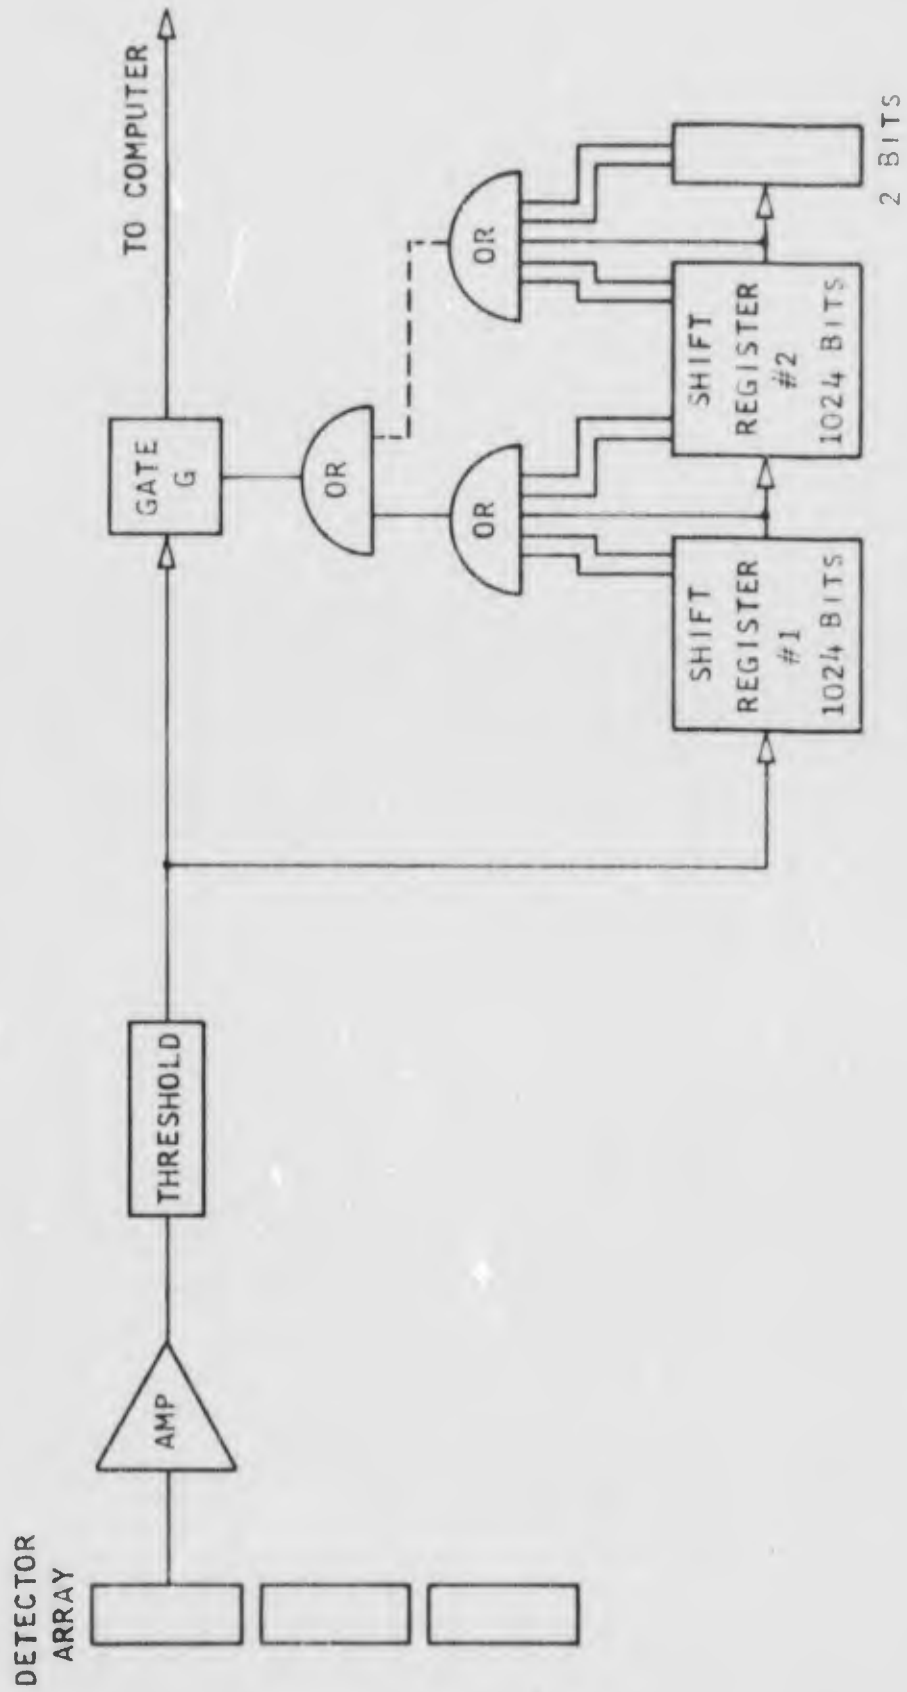 DETECTOR
ARRAY
AMP
THRESHOLD
GATE
G
TO COMPUTER
OR
OR
OR
SHIFT
REGISTER
#1
1024 BITS
SHIFT
REGISTER
#2
1024 BITS
2 BITS